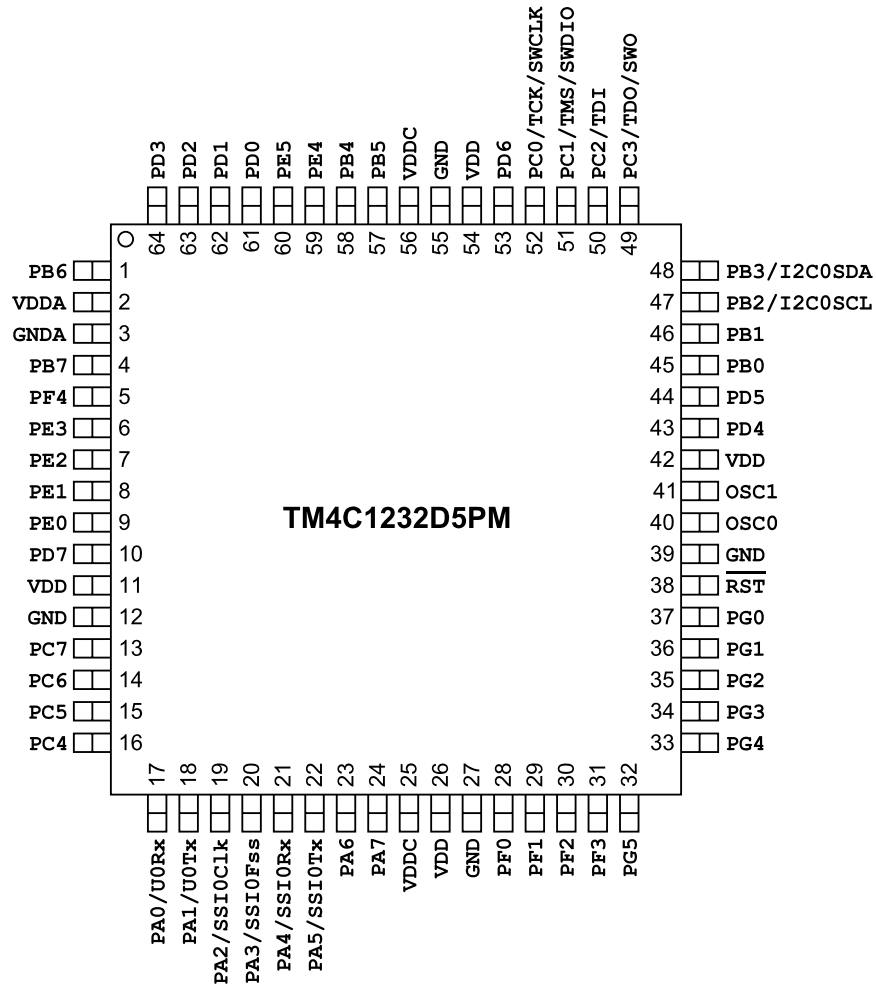 PD3
PD2
PD1
PD0
PE5
PE4
PB4
PB5
VDDC
GND
VDD
PD6
PC0/TCK/SWCLK
PC1/TMS/SWDIO
PC2/TDI
PC3/TDO/SWO
64
63
62
61
60
59
58
57
56
55
54
53
52
51
50
49
PB6 1
VDDA 2
GNDA 3
PB7 4
PF4 5
PE3 6
PE2 7
PE1 8
PE0 9
PD7 10
VDD 11
GND 12
PC7 13
PC6 14
PC5 15
PC4 16
TM4C1232D5PM
48 PB3/I2C0SDA
47 PB2/I2C0SCL
46 PB1
45 PB0
44 PD5
43 PD4
42 VDD
41 OSC1
40 OSC0
39 GND
38 RST
37 PG0
36 PG1
35 PG2
34 PG3
33 PG4
17
18
19
20
21
22
23
24
25
26
27
28
29
30
31
32
PA0/U0Rx
PA1/U0Tx
PA2/SSI0Clk
PA3/SSI0Fss
PA4/SSI0Rx
PA5/SSI0Tx
PA6
PA7
VDDC
VDD
GND
PF0
PF1
PF2
PF3
PG5